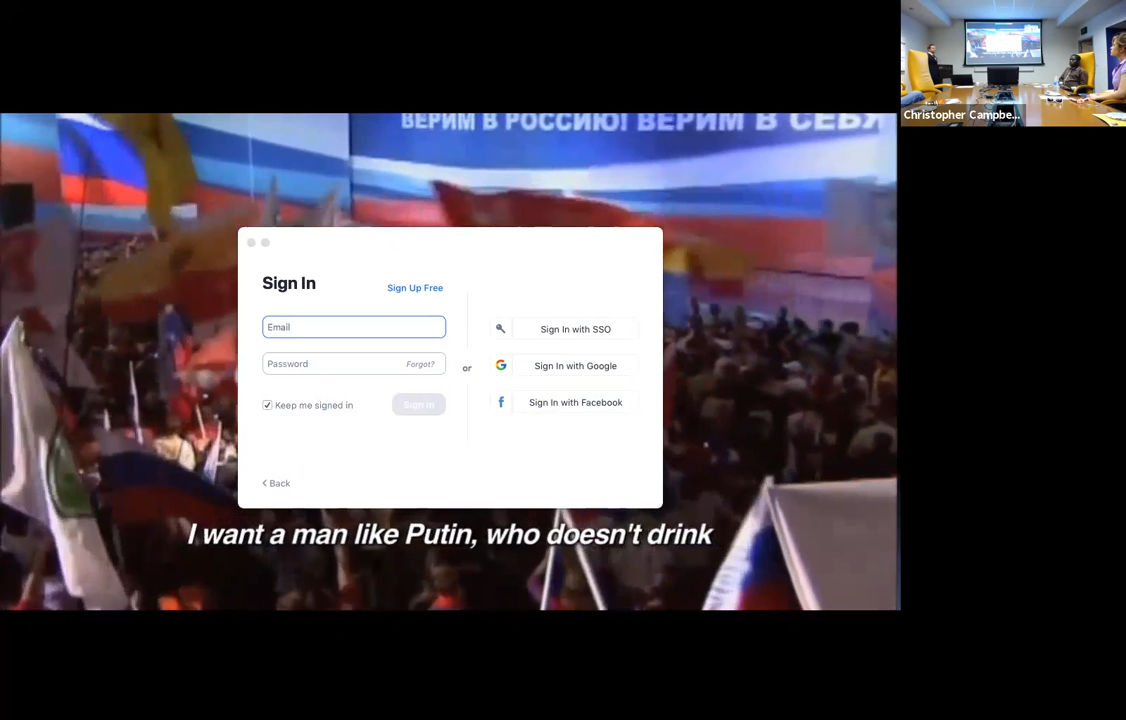 ВЕРИМ В РОССИЮ! ВЕРИМ В СЕБЯ
Christopher Campbe...
Sign In
Sign Up Free
Email
Password
Forgot?
Keep me signed in
Sign In
or
Sign In with SSO
Sign In with Google
Sign In with Facebook
Back
I want a man like Putin, who doesn't drink